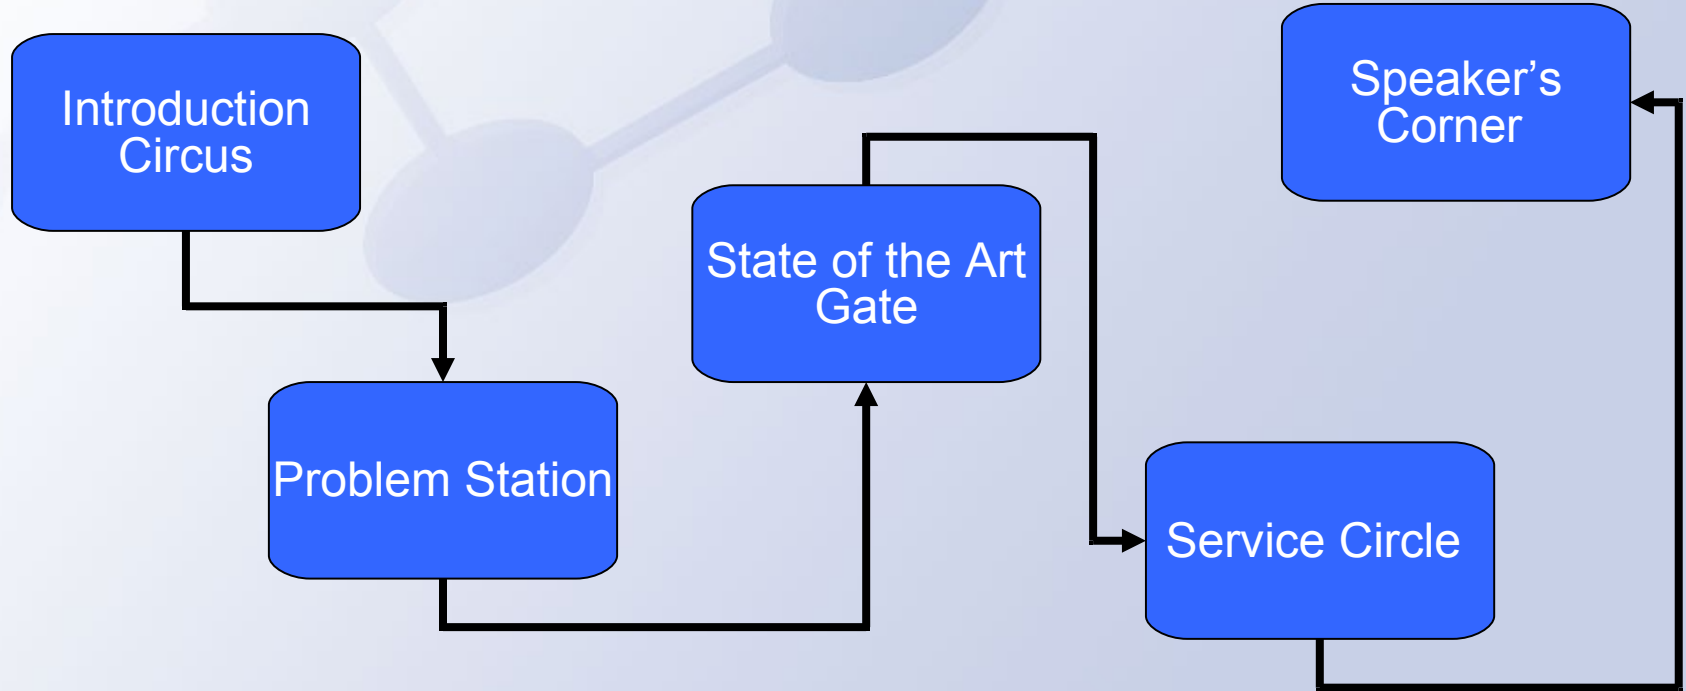 Introduction
Circus
Problem Station
State of the Art
Gate
Service Circle
Speaker’s
Corner